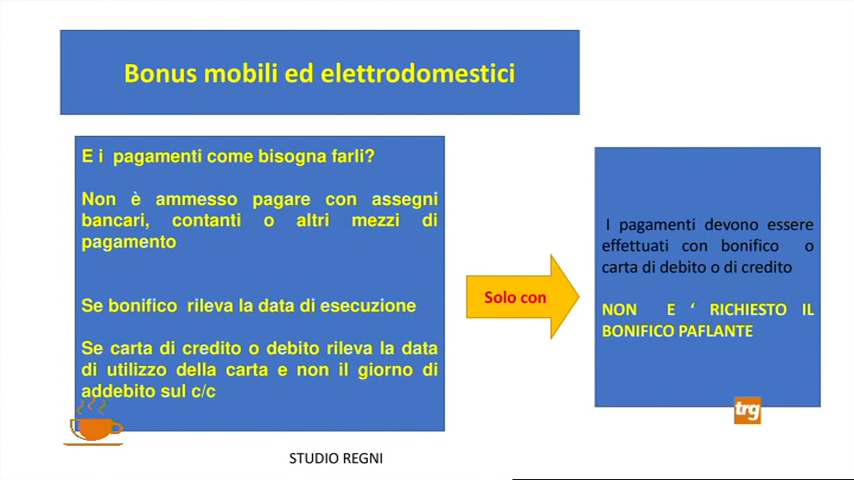 Bonus mobili ed elettrodomestici
E i pagamenti come bisogna farli?
Non è ammesso pagare con assegni
bancari, contanti o altri mezzi di
pagamento
Se bonifico rileva la data di esecuzione
Se carta di credito o debito rileva la data
di utilizzo della carta e non il giorno di
addebito sul c/c
Solo con
I pagamenti devono essere
effettuati con bonifico o
carta di debito o di credito
NON E ‘ RICHIESTO IL
BONIFICO PAFLANTE
trg
STUDIO REGNI